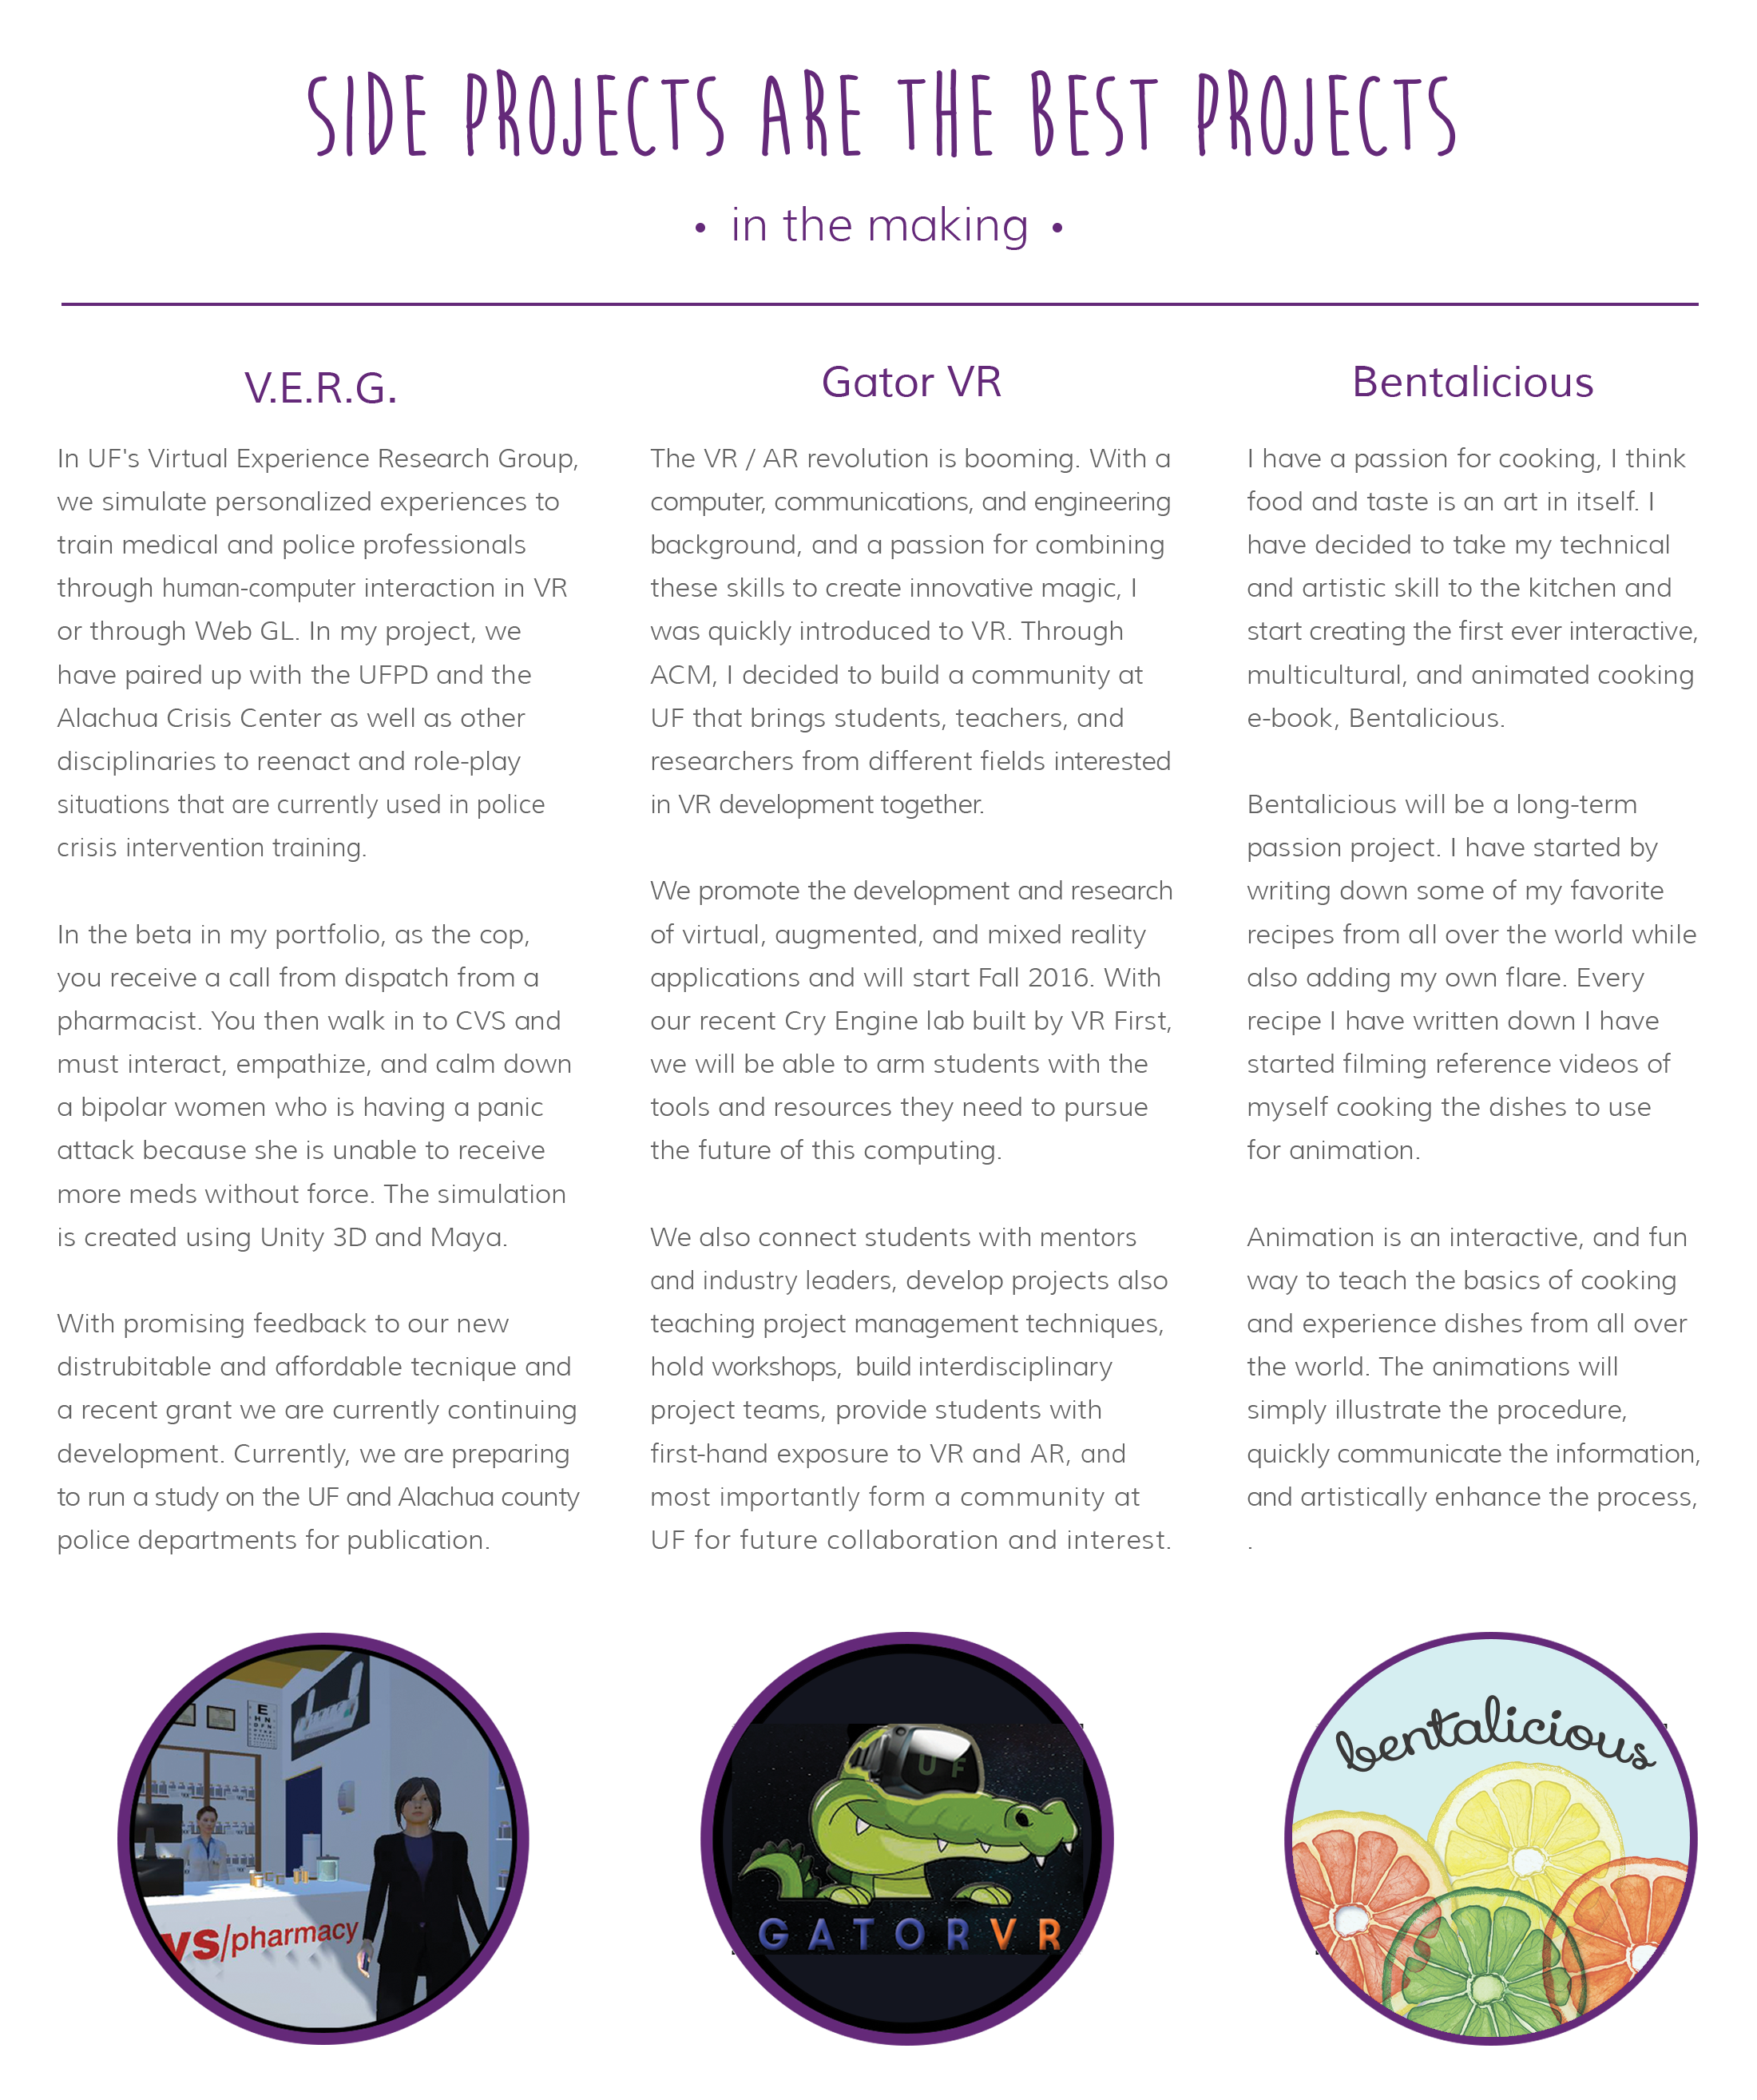 SIDE PROJECTS ARE THE BEST PROJECTS
• in the making •
V.E.R.G.
In UF's Virtual Experience Research Group,
we simulate personalized experiences to
train medical and police professionals
through human-computer interaction in VR
or through Web GL. In my project, we
have paired up with the UFPD and the
Alachua Crisis Center as well as other
disciplinaries to reenact and role-play
situations that are currently used in police
crisis intervention training.
In the beta in my portfolio, as the cop,
you receive a call from dispatch from a
pharmacist. You then walk in to CVS and
must interact, empathize, and calm down
a bipolar women who is having a panic
attack because she is unable to receive
more meds without force. The simulation
is created using Unity 3D and Maya.
With promising feedback to our new
distrubitable and affordable tecnique and
a recent grant we are currently continuing
development. Currently, we are preparing
to run a study on the UF and Alachua county
police departments for publication.
Gator VR
The VR / AR revolution is booming. With a
computer, communications, and engineering
background, and a passion for combining
these skills to create innovative magic, I
was quickly introduced to VR. Through
ACM, I decided to build a community at
UF that brings students, teachers, and
researchers from different fields interested
in VR development together.
We promote the development and research
of virtual, augmented, and mixed reality
applications and will start Fall 2016. With
our recent Cry Engine lab built by VR First,
we will be able to arm students with the
tools and resources they need to pursue
the future of this computing.
We also connect students with mentors
and industry leaders, develop projects also
teaching project management techniques,
hold workshops,  build interdisciplinary
project teams, provide students with
first-hand exposure to VR and AR, and
most importantly form a community at
UF for future collaboration and interest.
Bentalicious
I have a passion for cooking, I think
food and taste is an art in itself. I
have decided to take my technical
and artistic skill to the kitchen and
start creating the first ever interactive,
multicultural, and animated cooking
e-book, Bentalicious.
Bentalicious will be a long-term
passion project. I have started by
writing down some of my favorite
recipes from all over the world while
also adding my own flare. Every
recipe I have written down I have
started filming reference videos of
myself cooking the dishes to use
for animation.
Animation is an interactive, and fun
way to teach the basics of cooking
and experience dishes from all over
the world. The animations will
simply illustrate the procedure,
quickly communicate the information,
and artistically enhance the process,
.
E
H N
D F N
vs/pharmacy
UF
GATORVR
bentalicious